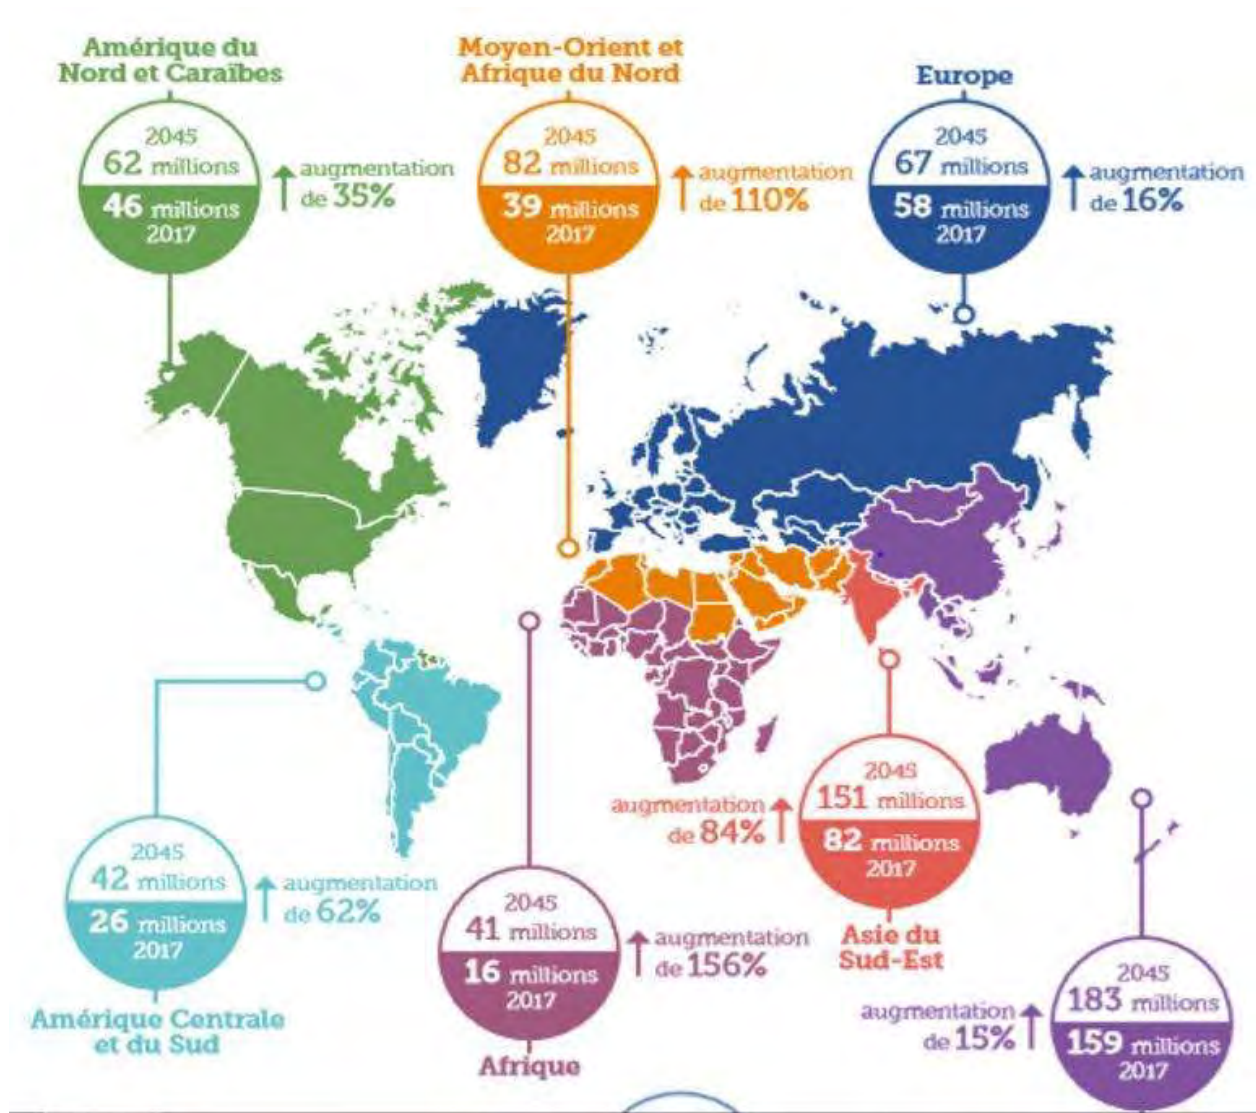 Amérique du
Nord et Caraïbes
2045
62 millions
46 millions
2017
augmentation
de 35%
Moyen-Orient et
Afrique du Nord
2045
82 millions
39 millions
2017
augmentation
de 110%
Europe
2045
67 millions
58 millions
2017
augmentation
de 16%
2045
42 millions
26 millions
2017
augmentation
de 62%
Amérique Centrale
et du Sud
2045
41 millions
16 millions
2017
augmentation
de 156%
Afrique
augmentation
de 84%
2045
151 millions
82 millions
2017
Asie du
Sud-Est
augmentation
de 15%
2045
183 millions
159 millions
2017